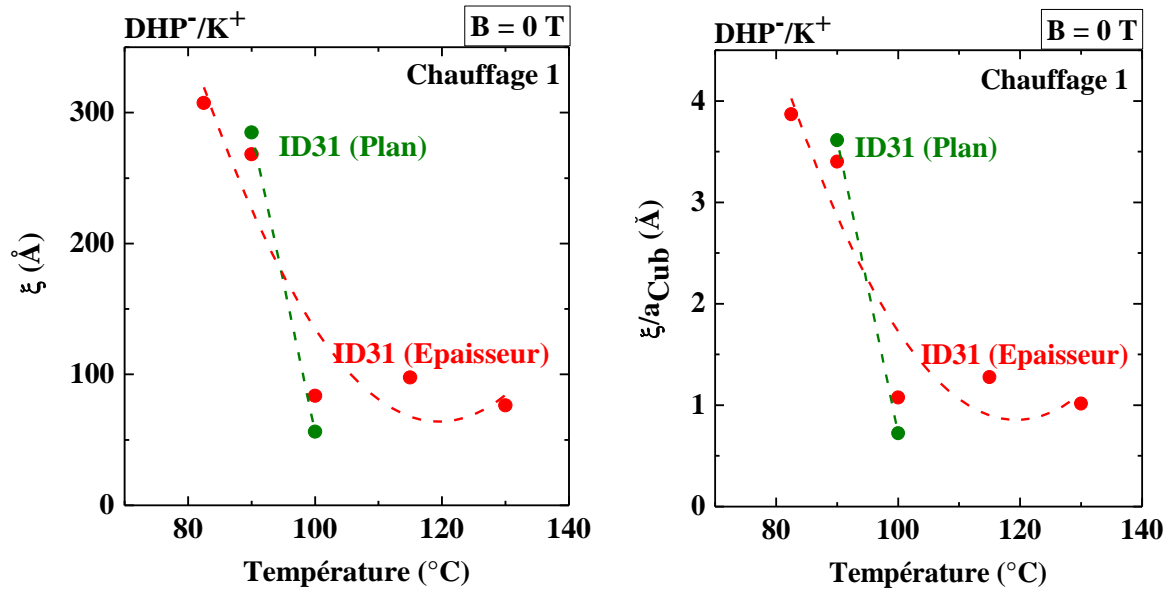 DHP⁻/K⁺
B = 0 T
Chauffage 1
300
200
100
0
ξ (Å)
ID31 (Plan)
ID31 (Epaisseur)
80
100
120
140
Température (°C)
DHP⁻/K⁺
B = 0 T
Chauffage 1
4
3
2
1
0
ξ/aCub (Å)
ID31 (Plan)
ID31 (Epaisseur)
80
100
120
140
Température (°C)